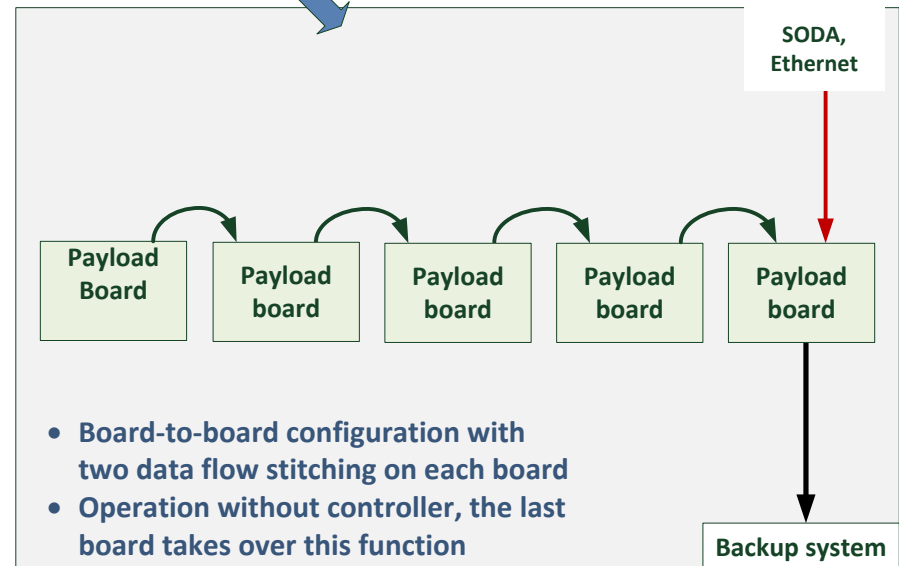 SODA,
Ethernet
Payload
Board
Payload
board
Payload
board
Payload
board
Payload
board
• Board-to-board configuration with
two data flow stitching on each board
• Operation without controller, the last
board takes over this function
Backup system